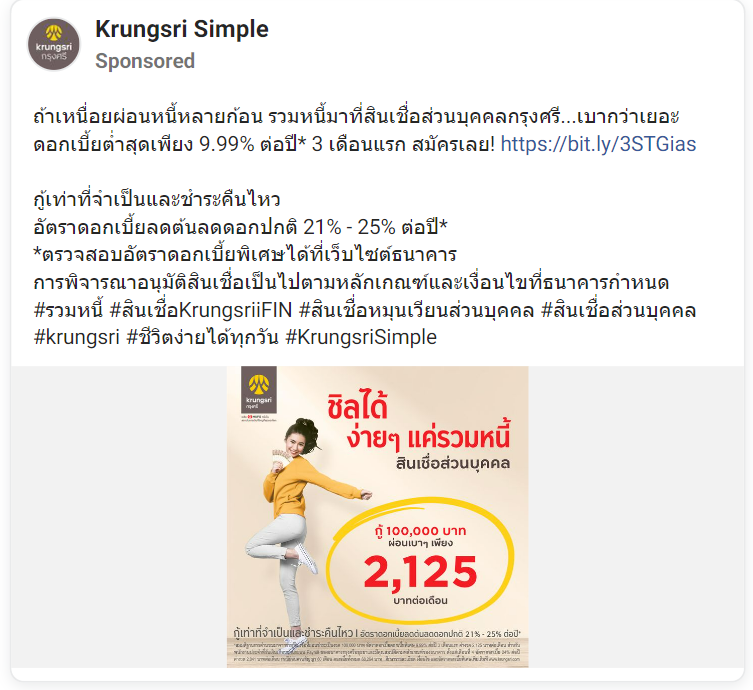 Krungsri Simple
Sponsored
krungsri
กรุงศรี
ถ้าเหนื่อยผ่อนหนี้หลายก้อน รวมหนี้มาที่สินเชื่อส่วนบุคคลกรุงศรี...เบากว่าเยอะ
ดอกเบี้ยต่ำสุดเพียง 9.99% ต่อปี* 3 เดือนแรก สมัครเลย! https://bit.ly/3STGias
กู้เท่าที่จำเป็นและชำระคืนไหว
อัตราดอกเบี้ยลดต้นลดดอกปกติ 21% - 25% ต่อปี*
*ตรวจสอบอัตราดอกเบี้ยพิเศษได้ที่เว็บไซต์ธนาคาร
การพิจารณาอนุมัติสินเชื่อเป็นไปตามหลักเกณฑ์และเงื่อนไขที่ธนาคารกำหนด
#รวมหนี้ #สินเชื่อKrungsriiFIN #สินเชื่อหมุนเวียนส่วนบุคคล #สินเชื่อส่วนบุคคล
#krungsri #ชีวิตง่ายได้ทุกวัน #KrungsriSimple
krungsri
กรุงศรี
ชิลได้
ง่ายๆ แค่รวมหนี้
สินเชื่อส่วนบุคคล
กู้ 100,000 บาท
ผ่อนเบาๆ เพียง
2,125
บาทต่อเดือน
กู้เท่าที่จำเป็นและชำระคืนไหว | อัตราดอกเบี้ยลดต้นลดดอกปกติ 21% - 25% ต่อปี*